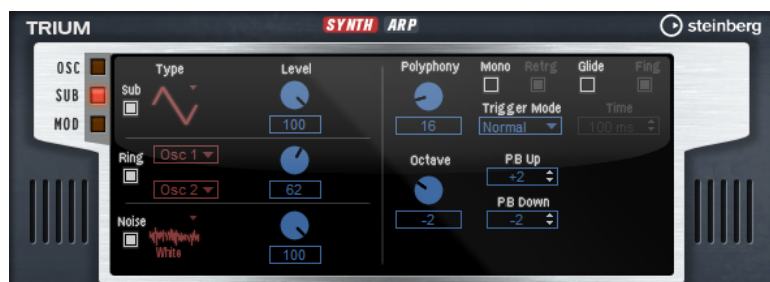 TRIUM SYNTH ARP steinberg
OSC
SUB
MOD
Type Level
Sub
100
Ring Osc 1
Osc 2
62
Noise
White
100
Polyphony Mono Retrg Glide Fing
Trigger Mode Time
16 Normal 100 ms
Octave P.B Up
+2
P.B Down
-2 -2